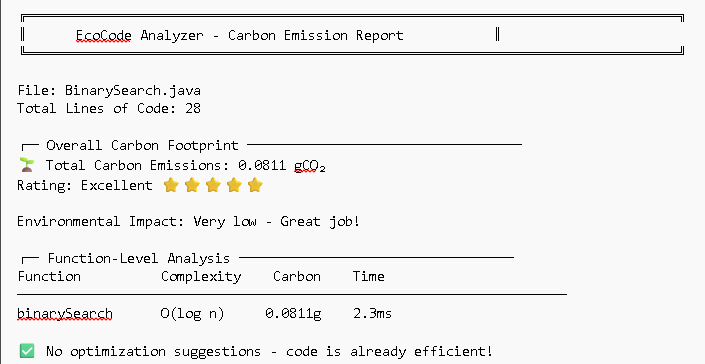 EcoCode Analyzer - Carbon Emission Report
File: BinarySearch.java
Total Lines of Code: 28
Overall Carbon Footprint
🌱 Total Carbon Emissions: 0.0811 gCO₂
Rating: Excellent ⭐⭐⭐⭐⭐
Environmental Impact: Very low - Great job!
Function-Level Analysis
Function Complexity Carbon Time
binarySearch O(log n) 0.0811g 2.3ms
✅ No optimization suggestions - code is already efficient!